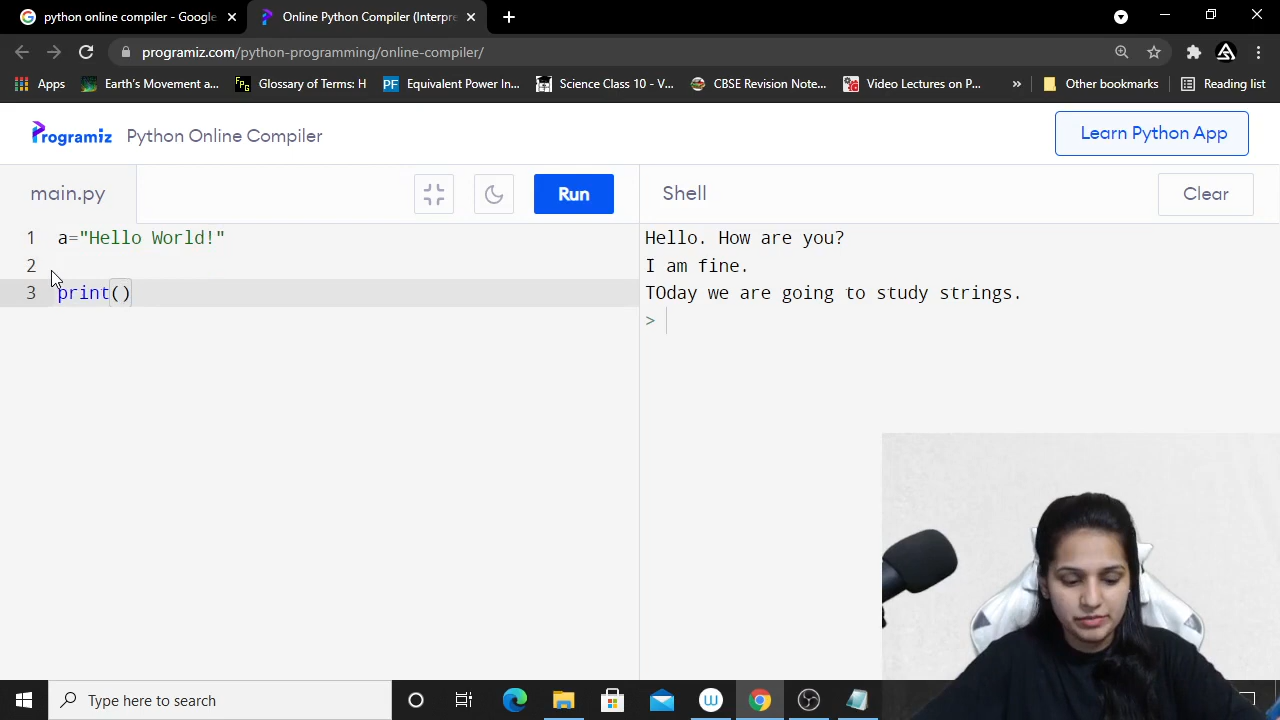 python online compiler - Google
Online Python Compiler (Interpre
programiz.com/python-programming/online-compiler/
Apps
Earth's Movement a...
FPg
Glossary of Terms: H
PF
Equivalent Power In...
Science Class 10 - V...
CBSE Revision Note...
Video Lectures on P...
»
Other bookmarks
Reading list
Programiz
Python Online Compiler
Learn Python App
main.py
Run
Shell
Clear
1 a="Hello World!"
2
3 print()
Hello. How are you?
I am fine.
TOday we are going to study strings.
>
Type here to search